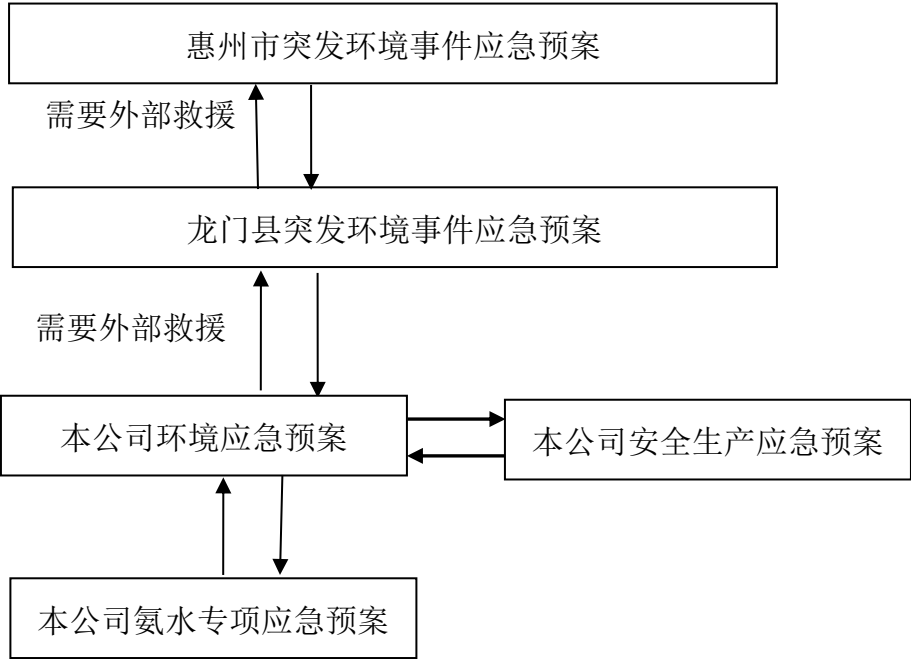 惠州市突发环境事件应急预案
需要外部救援
龙门县突发环境事件应急预案
需要外部救援
本公司环境应急预案
本公司安全生产应急预案
本公司氨水专项应急预案